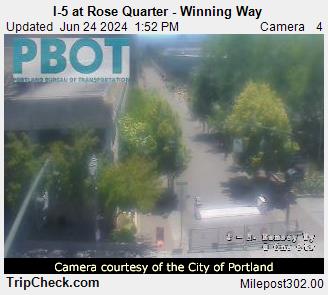 I-5 at Rose Quarter - Winning Way
Updated Jun 24 2024 1:52 PM Camera 4
PBOT
PORTLAND BUREAU OF TRANSPORTATION
Camera courtesy of the City of Portland
TripCheck.com Milepost302.00